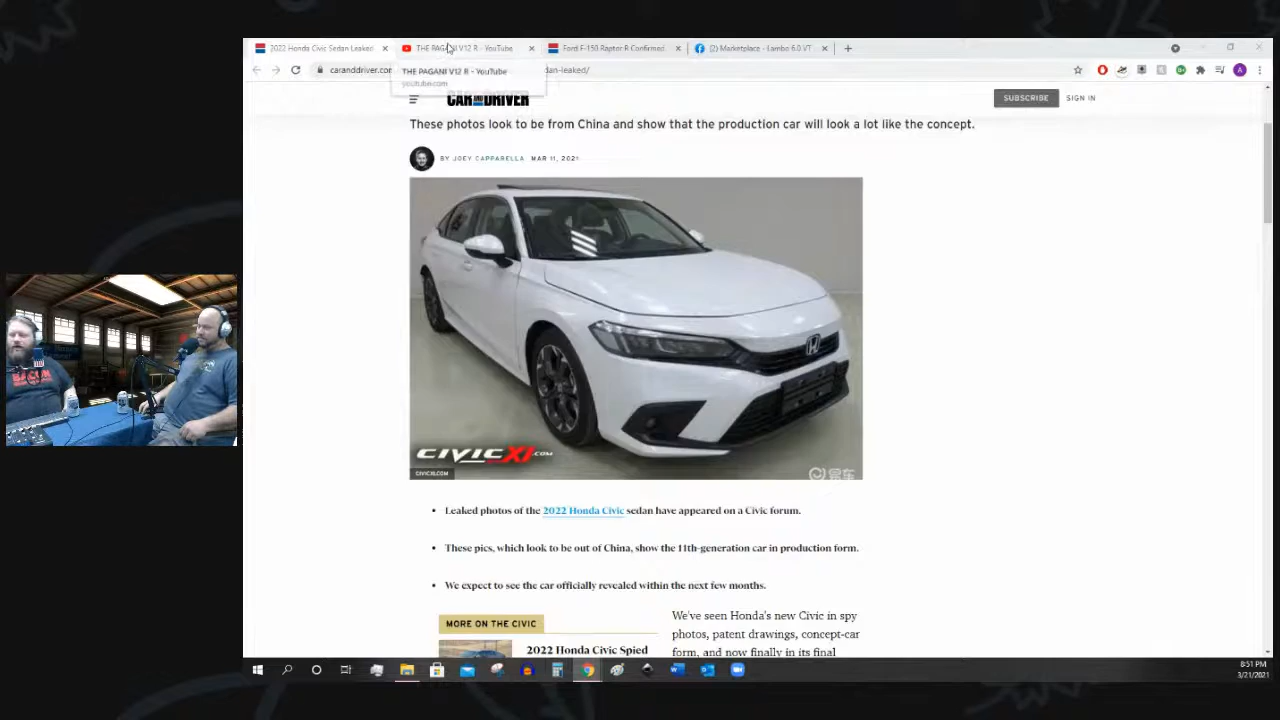 2022 Honda Civic Sedan Leaked
THE PAGANI V12 R - YouTube
Ford F-150 Raptor R Confirmed
(2) Marketplace - Lambo 6.0 VT
caranddriver.com
dan-leaked/
THE PAGANI V12 R - YouTube
youtube.com
CAR AND DRIVER
SUBSCRIBE
SIGN IN
These photos look to be from China and show that the production car will look a lot like the concept.
BY JOEY CAPPARELLA MAR 11, 2021
CIVICXI.COM
CIVICXI.COM
易车
BACON
• Leaked photos of the 2022 Honda Civic sedan have appeared on a Civic forum.
• These pics, which look to be out of China, show the 11th-generation car in production form.
• We expect to see the car officially revealed within the next few months.
MORE ON THE CIVIC
2022 Honda Civic Spied
We've seen Honda's new Civic in spy
photos, patent drawings, concept-car
form, and now finally in its final
8:51 PM
3/21/2021